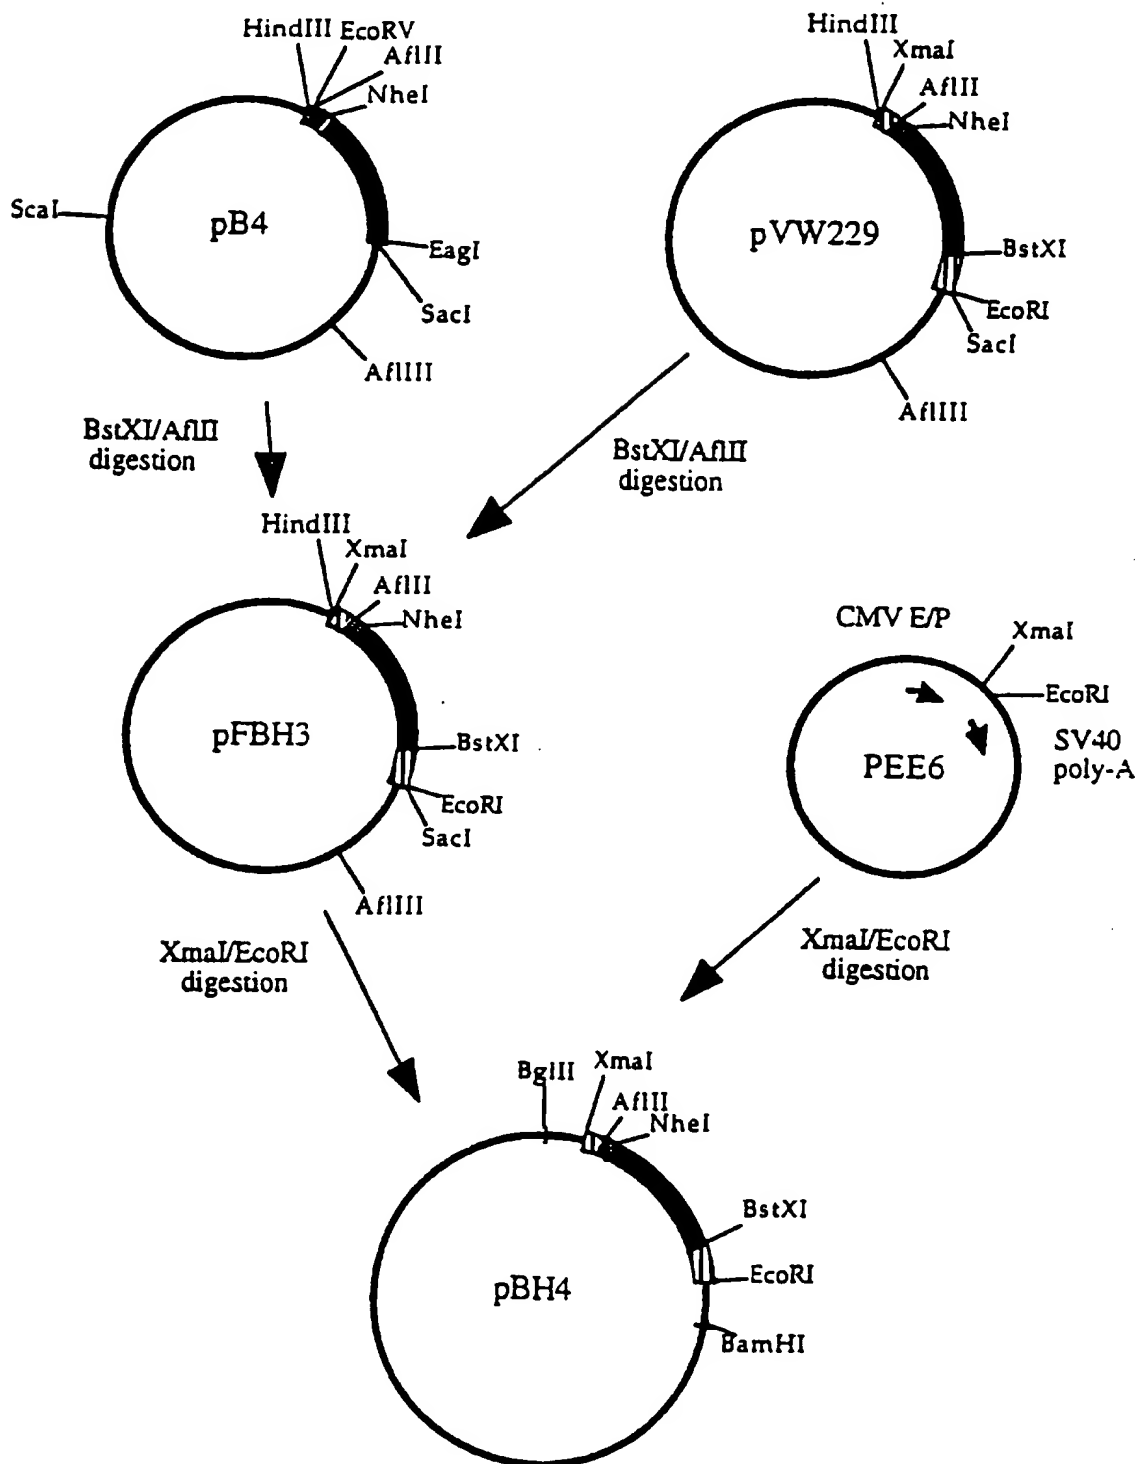 HindIII EcoRV
AflII
NheI
ScaI
pB4
EagI
SacI
AflIII
HindIII
XmaI
AflII
NheI
pVW229
BstXI
EcoRI
SacI
AflIII
BstXI/AflII
digestion
BstXI/AflII
digestion
HindIII
XmaI
AflII
NheI
pFBH3
BstXI
EcoRI
SacI
AflIII
CMV E/P
XmaI
EcoRI
PEE6
SV40
poly-A
XmaI/EcoRI
digestion
XmaI/EcoRI
digestion
BglII
XmaI
AflII
NheI
pBH4
BstXI
EcoRI
BamHI